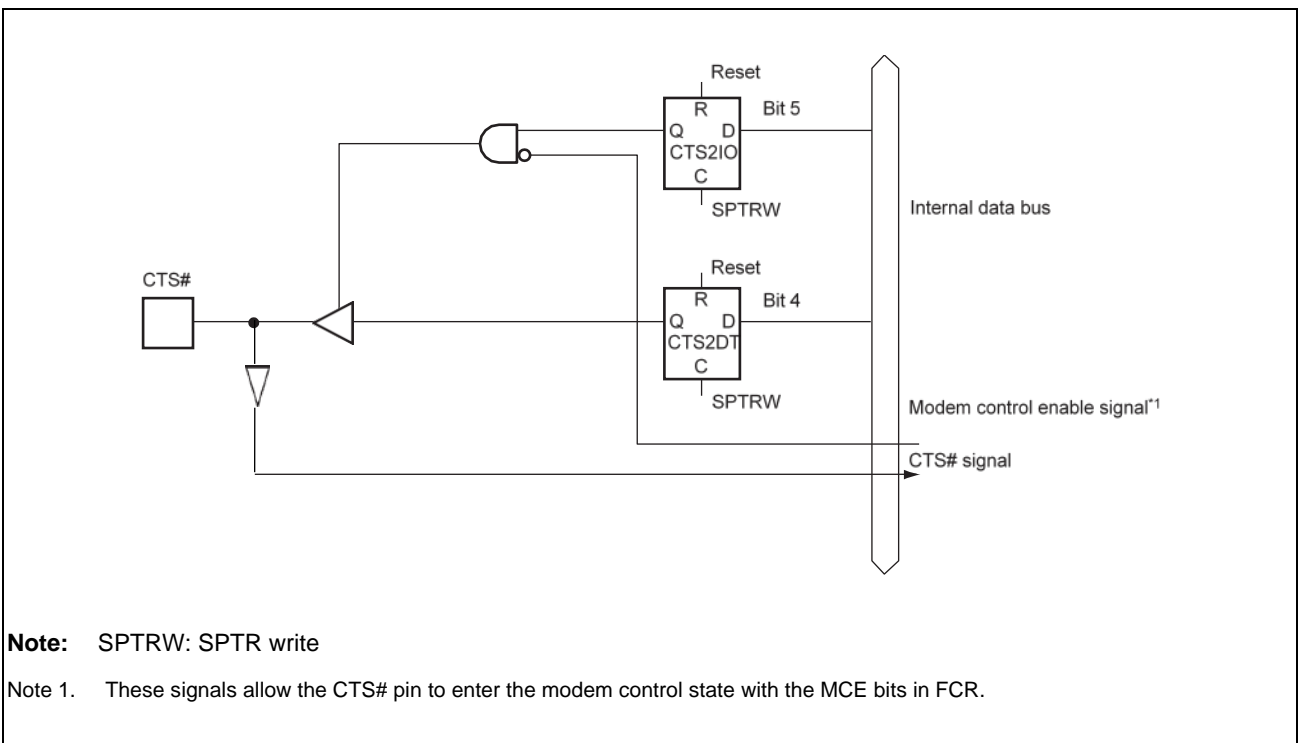 Reset
R
Bit 5
Q D
CTS2IO
C
SPTRW
Internal data bus
CTS#
Reset
R
Bit 4
Q D
CTS2DT
C
SPTRW
Modem control enable signal*1
CTS# signal
Note: SPTRW: SPTR write
Note 1. These signals allow the CTS# pin to enter the modem control state with the MCE bits in FCR.